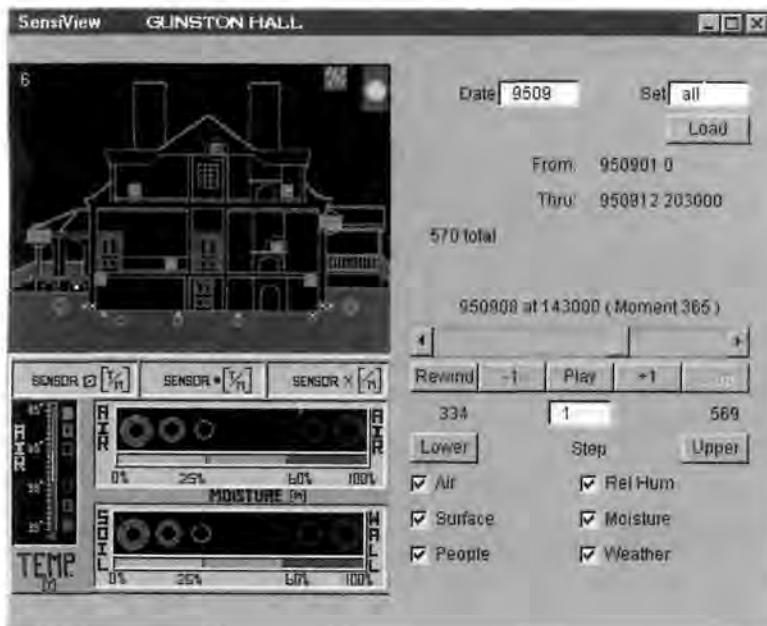 SensiView GUNSTON HALL
6
Date 9509 Set all
Load
From: 950901 0
Thru: 950912 203000
570 total
950908 at 143000 ( Moment 365 )
Rewind -1 Play +1
334 1 569
Lower Step Upper
Air Rel Hum
Surface Moisture
People Weather
SENSOR [T/M] SENSOR [T/M] SENSOR X [/M]
AIR
TEMP.
AIR AIR
0% 25% 60% 100%
MOISTURE [M]
SOIL WALL
0% 25% 60% 100%